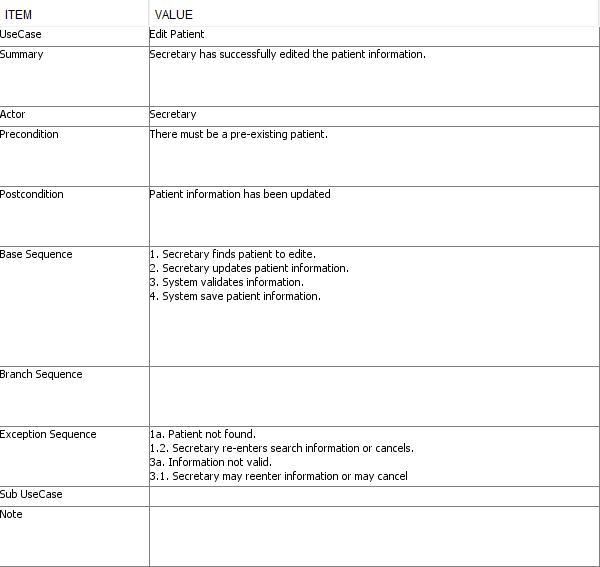 ITEM VALUE
UseCase Edit Patient
Summary Secretary has successfully edited the patient information.
Actor Secretary
Precondition There must be a pre-existing patient.
Postcondition Patient information has been updated
Base Sequence 1. Secretary finds patient to edite.
2. Secretary updates patient information.
3. System validates information.
4. System save patient information.
Branch Sequence
Exception Sequence 1a. Patient not found.
1.2. Secretary re-enters search information or cancels.
3a. Information not valid.
3.1. Secretary may reenter information or may cancel
Sub UseCase
Note